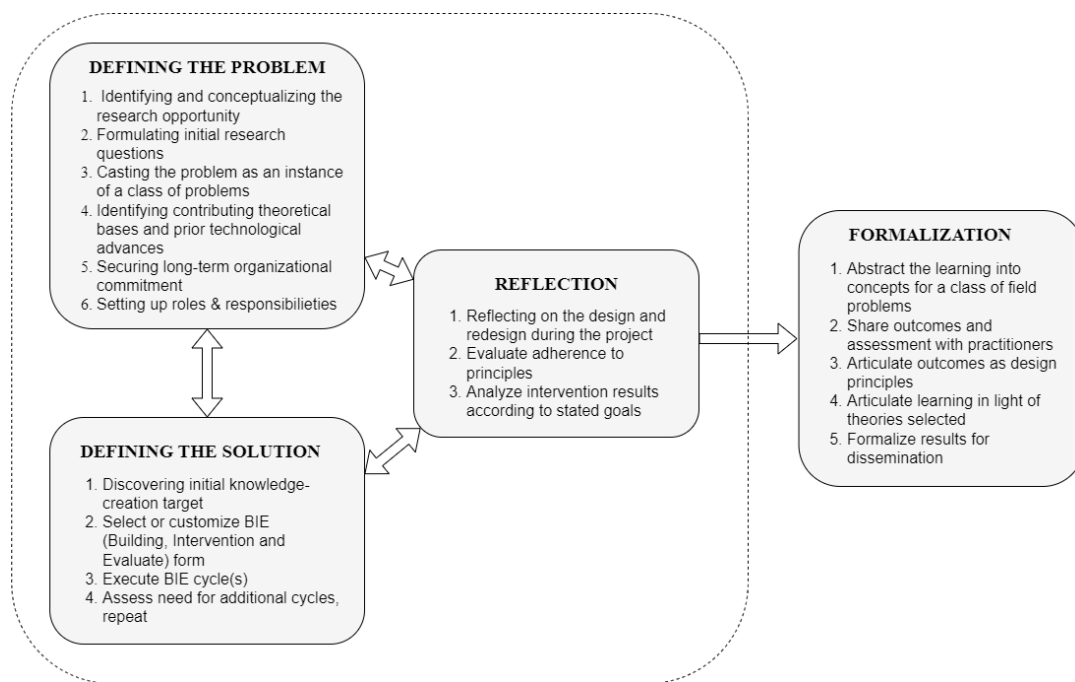 DEFINING THE PROBLEM
1. Identifying and conceptualizing the
research opportunity
2. Formulating initial research
questions
3. Casting the problem as an instance
of a class of problems
4. Identifying contributing theoretical
bases and prior technological
advances
5. Securing long-term organizational
commitment
6. Setting up roles & responsibilieties
DEFINING THE SOLUTION
1. Discovering initial knowledge-
creation target
2. Select or customize BIE
(Building, Intervention and
Evaluate) form
3. Execute BIE cycle(s)
4. Assess need for additional cycles,
repeat
REFLECTION
1. Reflecting on the design and
redesign during the project
2. Evaluate adherence to
principles
3. Analyze intervention results
according to stated goals
FORMALIZATION
1. Abstract the learning into
concepts for a class of field
problems
2. Share outcomes and
assessment with practitioners
3. Articulate outcomes as design
principles
4. Articulate learning in light of
theories selected
5. Formalize results for
dissemination